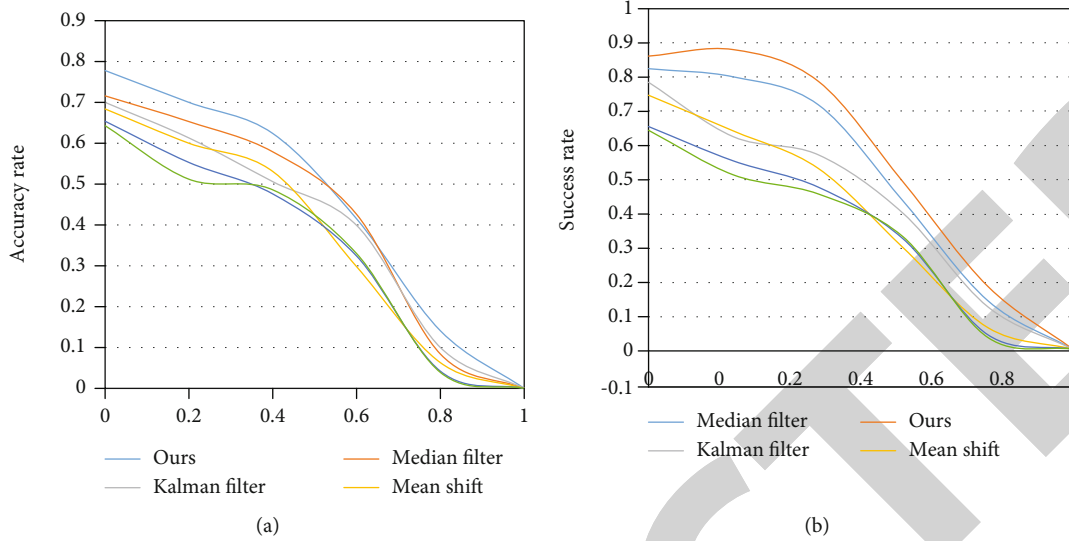 0.9
0.8
0.7
0.6
0.5
0.4
0.3
0.2
0.1
0
Accuracy rate
0 0.2 0.4 0.6 0.8 1
Ours Median filter
Kalman filter Mean shift
(a)
1
0.9
0.8
0.7
0.6
0.5
0.4
0.3
0.2
0.1
0
-0.1
Success rate
0 0 0.2 0.4 0.6 0.8
Median filter Ours
Kalman filter Mean shift
(b)